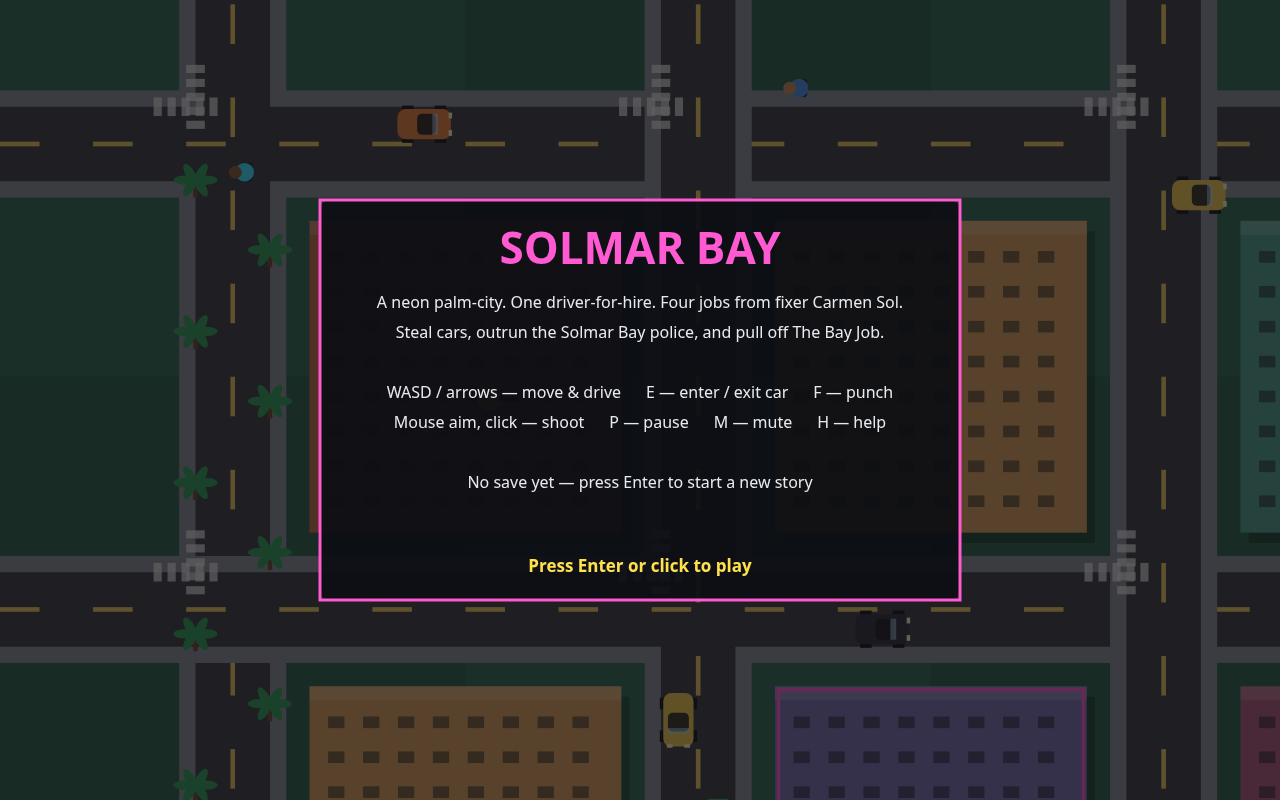 SOLMAR BAY
A neon palm-city. One driver-for-hire. Four jobs from fixer Carmen Sol.
Steal cars, outrun the Solmar Bay police, and pull off The Bay Job.
WASD / arrows — move & drive E — enter / exit car F — punch
Mouse aim, click — shoot P — pause M — mute H — help
No save yet — press Enter to start a new story
Press Enter or click to play